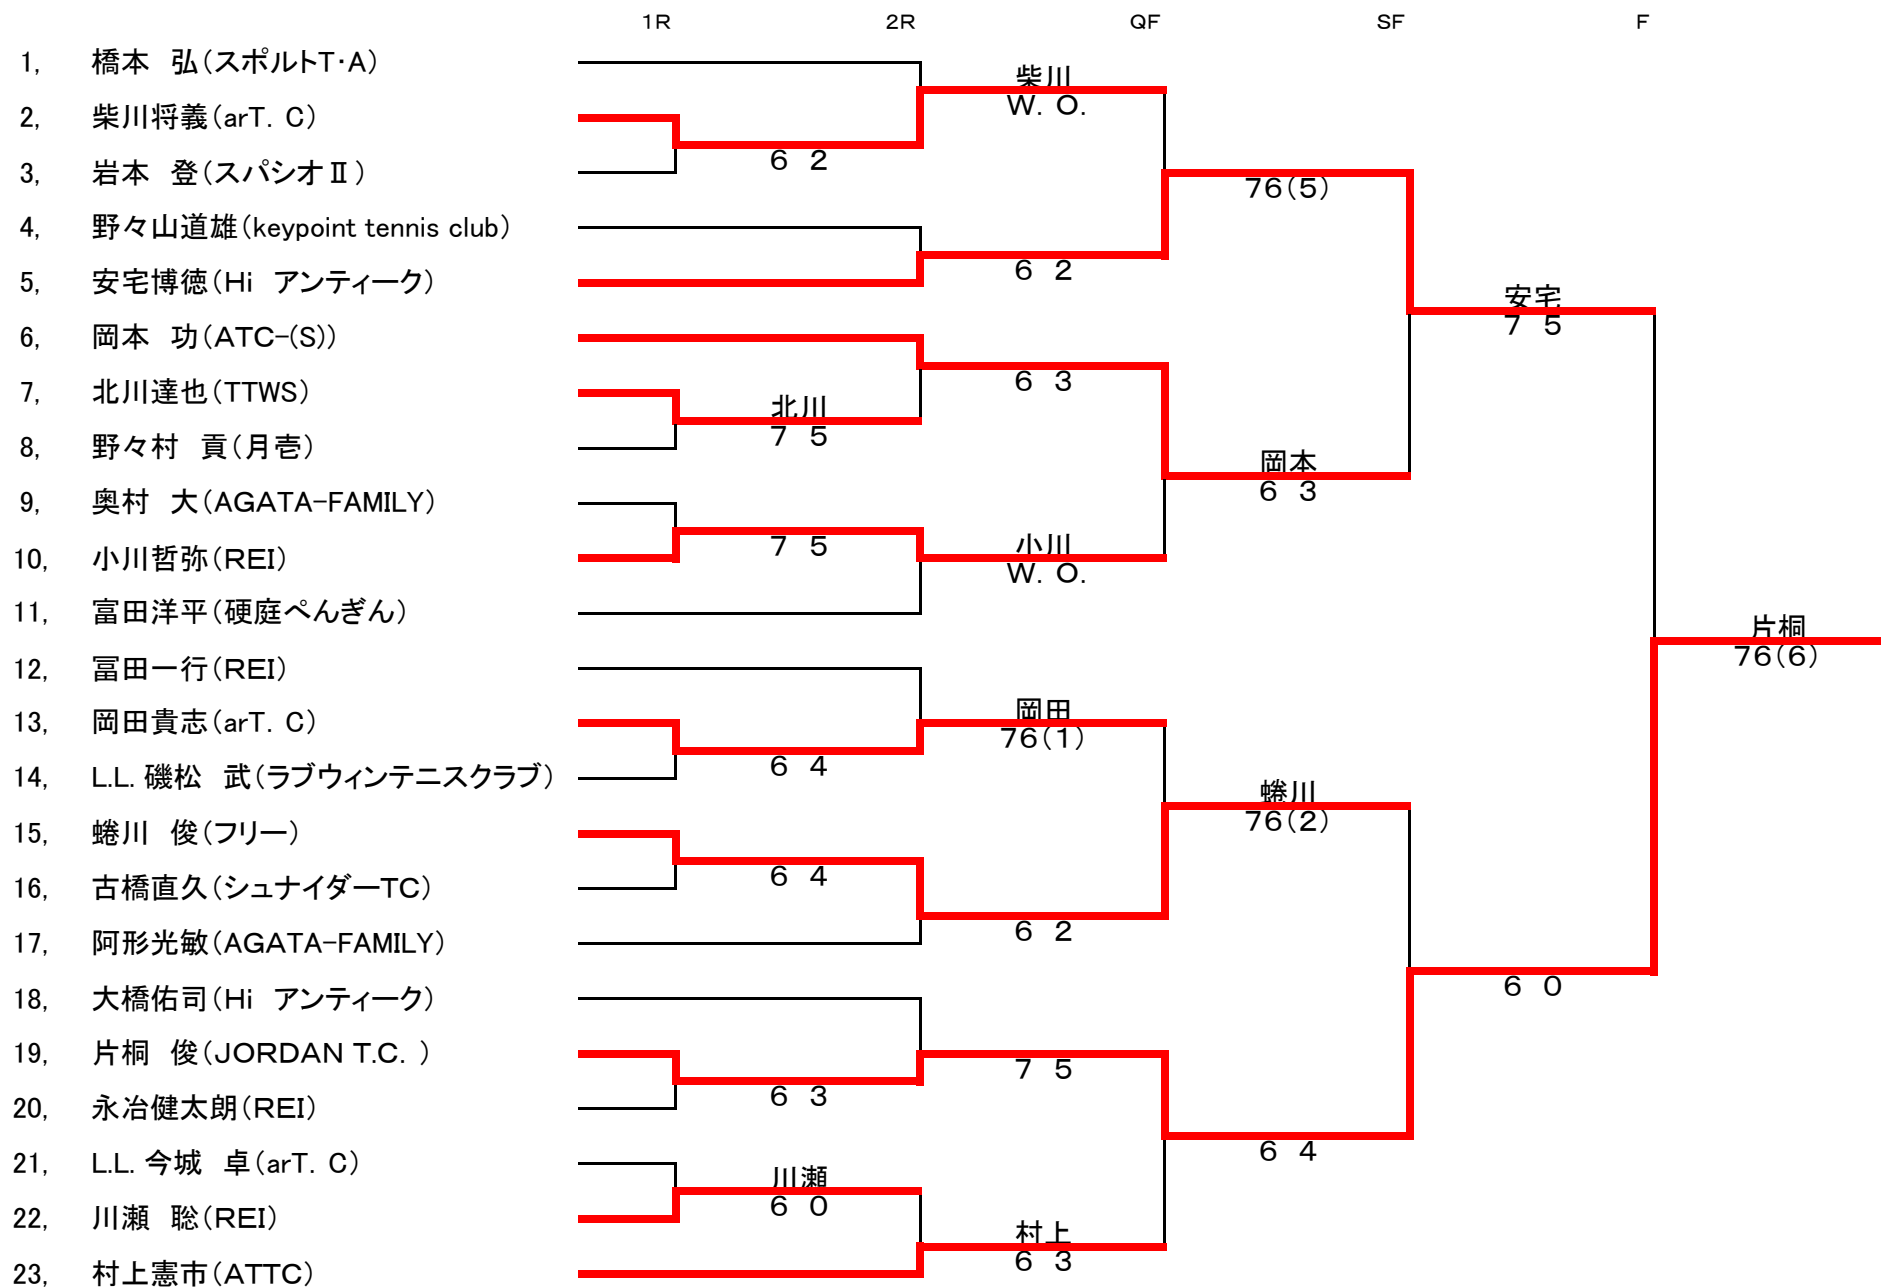 1R 2R QF SF F
1, 橋本　弘(スポルトT・A)
柴川
W. O.
2, 柴川将義(arT. C)
6 2
3, 岩本　登(スパシオⅡ)
76(5)
4, 野々山道雄(keypoint tennis club)
6 2
5, 安宅博徳(Hi　アンティーク)
安宅
7 5
6, 岡本　功(ATC-(S))
6 3
7, 北川達也(TTWS)
北川
7 5
8, 野々村　貢(月壱)
岡本
6 3
9, 奥村　大(AGATA-FAMILY)
7 5
小川
W. O.
10, 小川哲弥(REI)
11, 富田洋平(硬庭ぺんぎん)
片桐
76(6)
12, 冨田一行(REI)
13, 岡田貴志(arT. C)
岡田
76(1)
6 4
14, L.L. 磯松　武(ラブウィンテニスクラブ)
蜷川
76(2)
15, 蜷川　俊(フリー)
6 4
16, 古橋直久(シュナイダーTC)
6 2
17, 阿形光敏(AGATA-FAMILY)
6 0
18, 大橋佑司(Hi　アンティーク)
19, 片桐　俊(JORDAN T.C. )
7 5
6 3
20, 永冶健太朗(REI)
6 4
21, L.L. 今城　卓(arT. C)
川瀬
6 0
22, 川瀬　聡(REI)
村上
6 3
23, 村上憲市(ATTC)